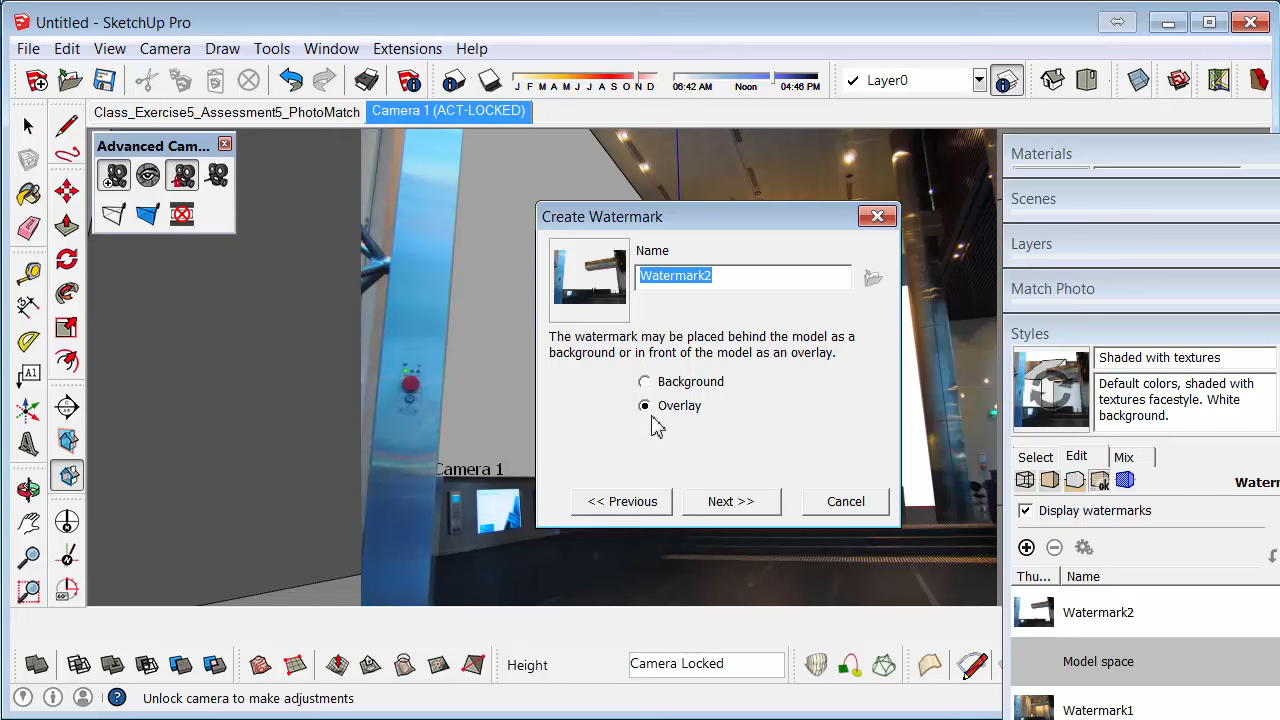 Untitled - SketchUp Pro
File Edit View Camera Draw Tools Window Extensions Help
J F M A M J J A S O N D
06:42 AM Noon 04:46 PM
Layer0
Class_Exercise5_Assessment5_PhotoMatch
Camera 1 (ACT-LOCKED)
Advanced Cam...
Materials
Scenes
Layers
Match Photo
Styles
Shaded with textures
Default colors, shaded with
textures facestyle. White
background.
Select Edit Mix
Water
Display watermarks
Thu... Name
Watermark2
Model space
Watermark1
Create Watermark
Name
Watermark2
The watermark may be placed behind the model as a
background or in front of the model as an overlay.
Background
Overlay
<< Previous
Next >>
Cancel
Camera 1
A1
Height
Camera Locked
Unlock camera to make adjustments